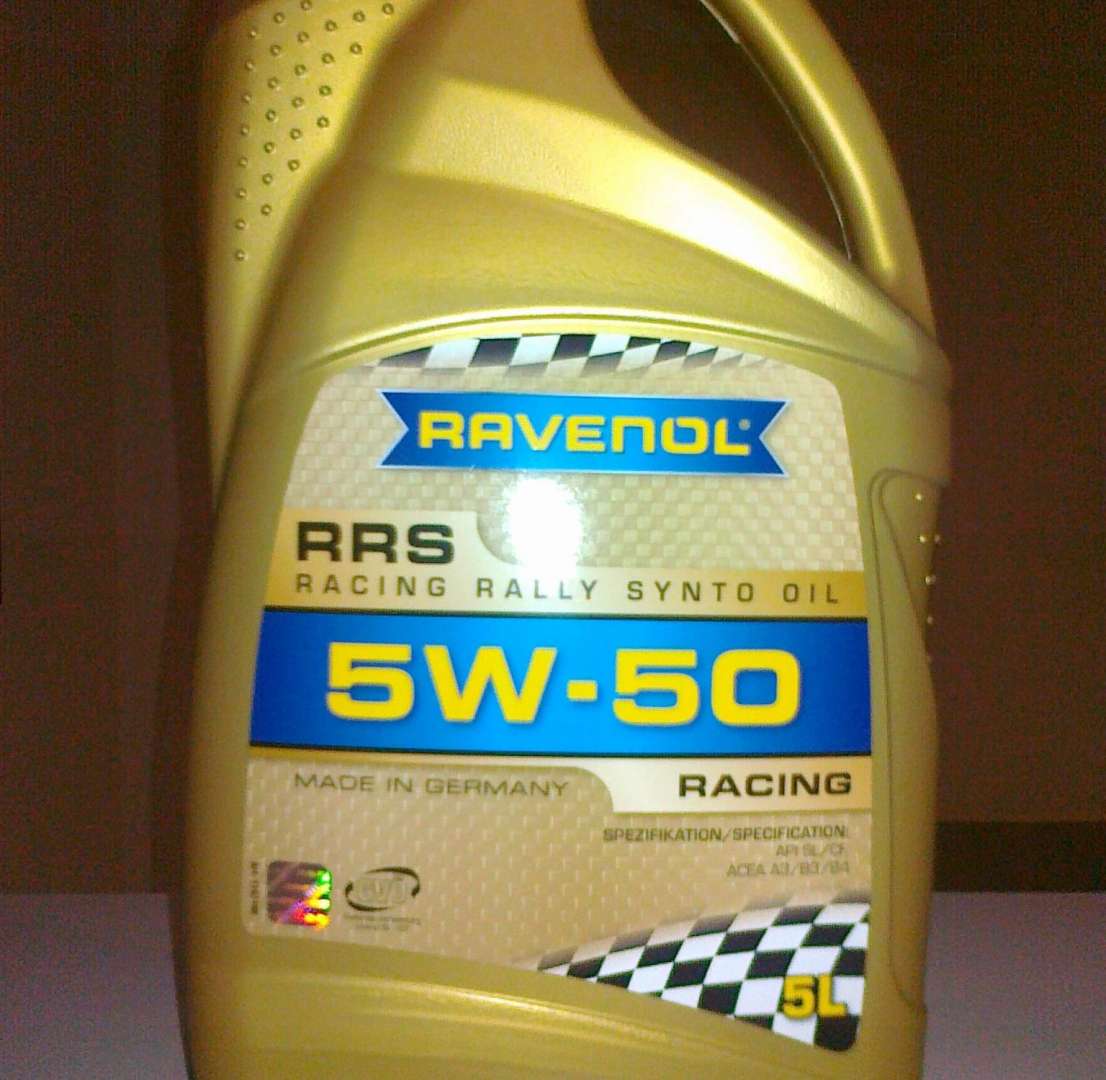 RAVENOL®
RRS
RACING RALLY SYNTO OIL
5W-50
MADE IN GERMANY
RACING
SPEZIFIKATION/SPECIFICATION:
API SL/CF
ACEA A3/B3/B4
5L